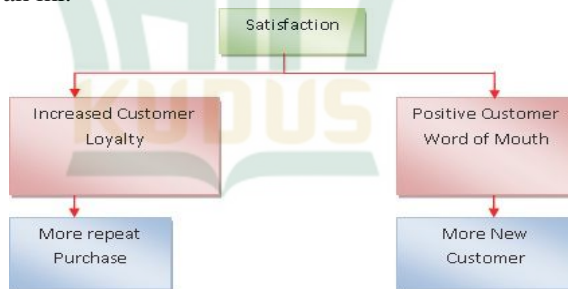 Satisfaction
KUDUS
Increased Customer
Loyalty
Positive Customer
Word of Mouth
More repeat
Purchase
More New
Customer